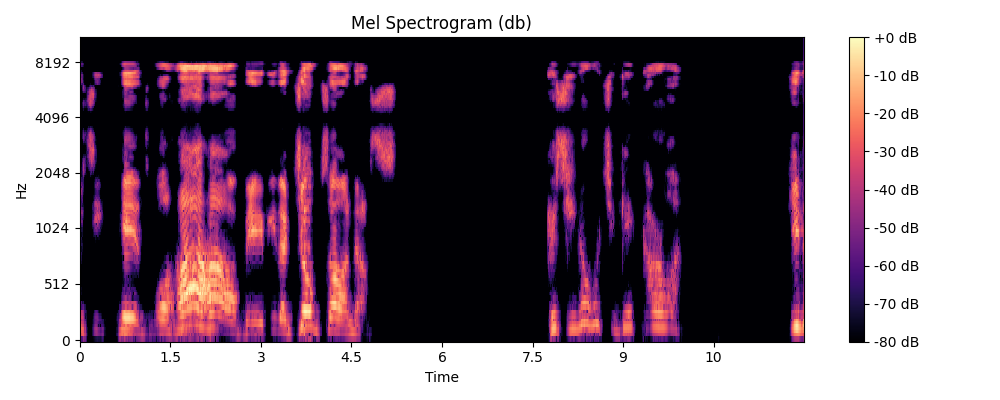 Mel Spectrogram (db)
8192
4096
2048
1024
512
0
Hz
0 1.5 3 4.5 6 7.5 9 10
Time
+0 dB
-10 dB
-20 dB
-30 dB
-40 dB
-50 dB
-60 dB
-70 dB
-80 dB